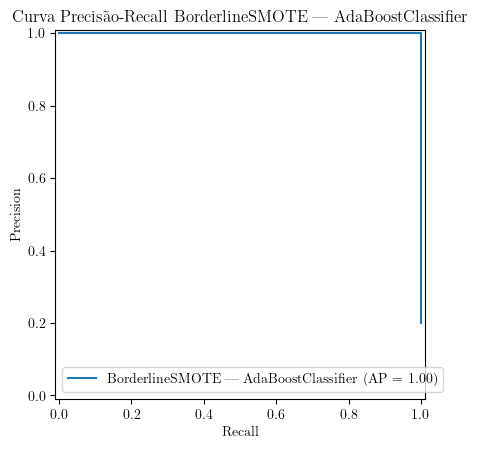 Curva Precisão-Recall BorderlineSMOTE — AdaBoostClassifier
1.0
0.8
0.6
0.4
0.2
0.0
Precision
BorderlineSMOTE — AdaBoostClassifier (AP = 1.00)
0.0 0.2 0.4 0.6 0.8 1.0
Recall